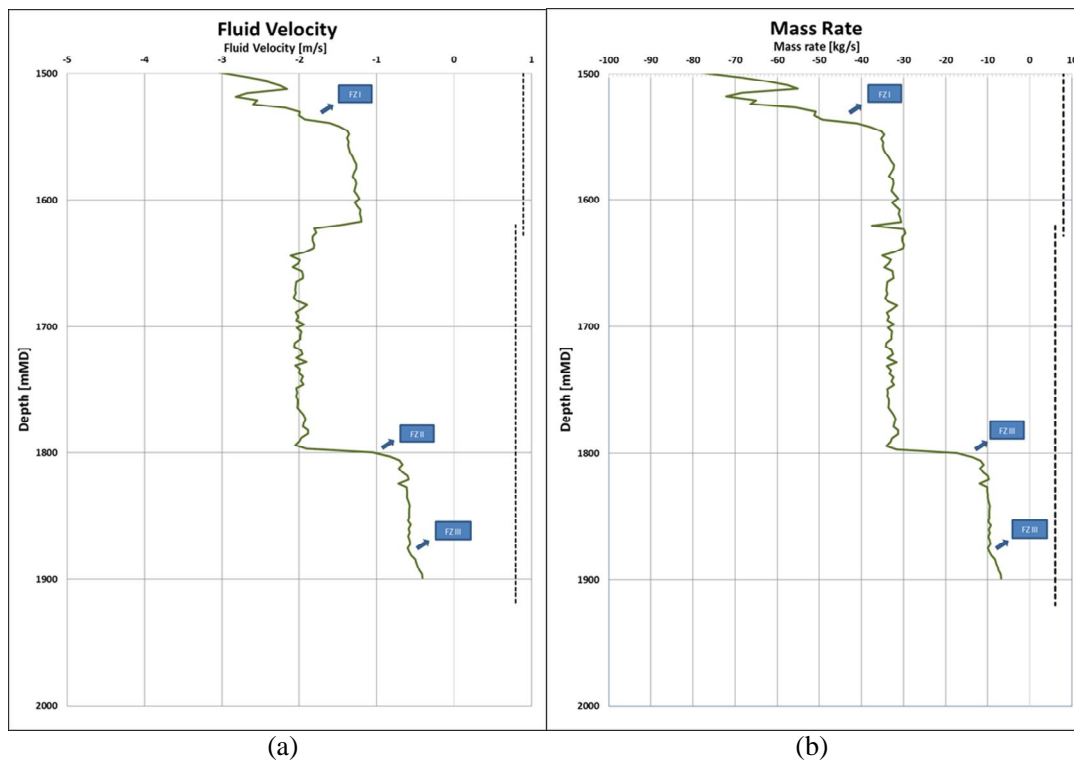 Fluid Velocity
Fluid Velocity [m/s]
-5 -4 -3 -2 -1 0 1
1500
1600
1700
1800
1900
2000
Depth [mMD]
FZ I
FZ II
FZ III
(a)
Mass Rate
Mass rate [kg/s]
-100 -90 -80 -70 -60 -50 -40 -30 -20 -10 0 10
1500
1600
1700
1800
1900
2000
Depth [mMD]
FZ I
FZ III
FZ III
(b)